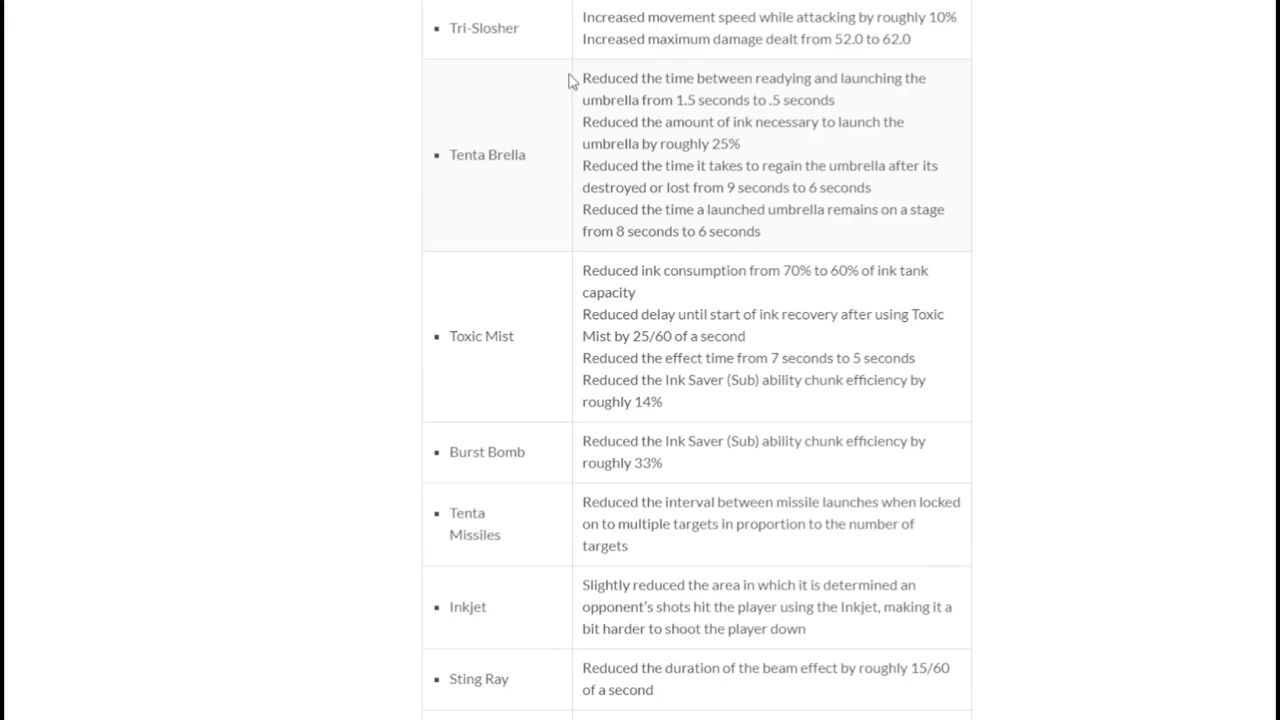 Tri-Slosher
Increased movement speed while attacking by roughly 10%
Increased maximum damage dealt from 52.0 to 62.0
Tenta Brella
Reduced the time between readying and launching the
umbrella from 1.5 seconds to .5 seconds
Reduced the amount of ink necessary to launch the
umbrella by roughly 25%
Reduced the time it takes to regain the umbrella after its
destroyed or lost from 9 seconds to 6 seconds
Reduced the time a launched umbrella remains on a stage
from 8 seconds to 6 seconds
Toxic Mist
Reduced ink consumption from 70% to 60% of ink tank
capacity
Reduced delay until start of ink recovery after using Toxic
Mist by 25/60 of a second
Reduced the effect time from 7 seconds to 5 seconds
Reduced the Ink Saver (Sub) ability chunk efficiency by
roughly 14%
Burst Bomb
Reduced the Ink Saver (Sub) ability chunk efficiency by
roughly 33%
Tenta
Missiles
Reduced the interval between missile launches when locked
on to multiple targets in proportion to the number of
targets
Inkjet
Slightly reduced the area in which it is determined an
opponent's shots hit the player using the Inkjet, making it a
bit harder to shoot the player down
Sting Ray
Reduced the duration of the beam effect by roughly 15/60
of a second